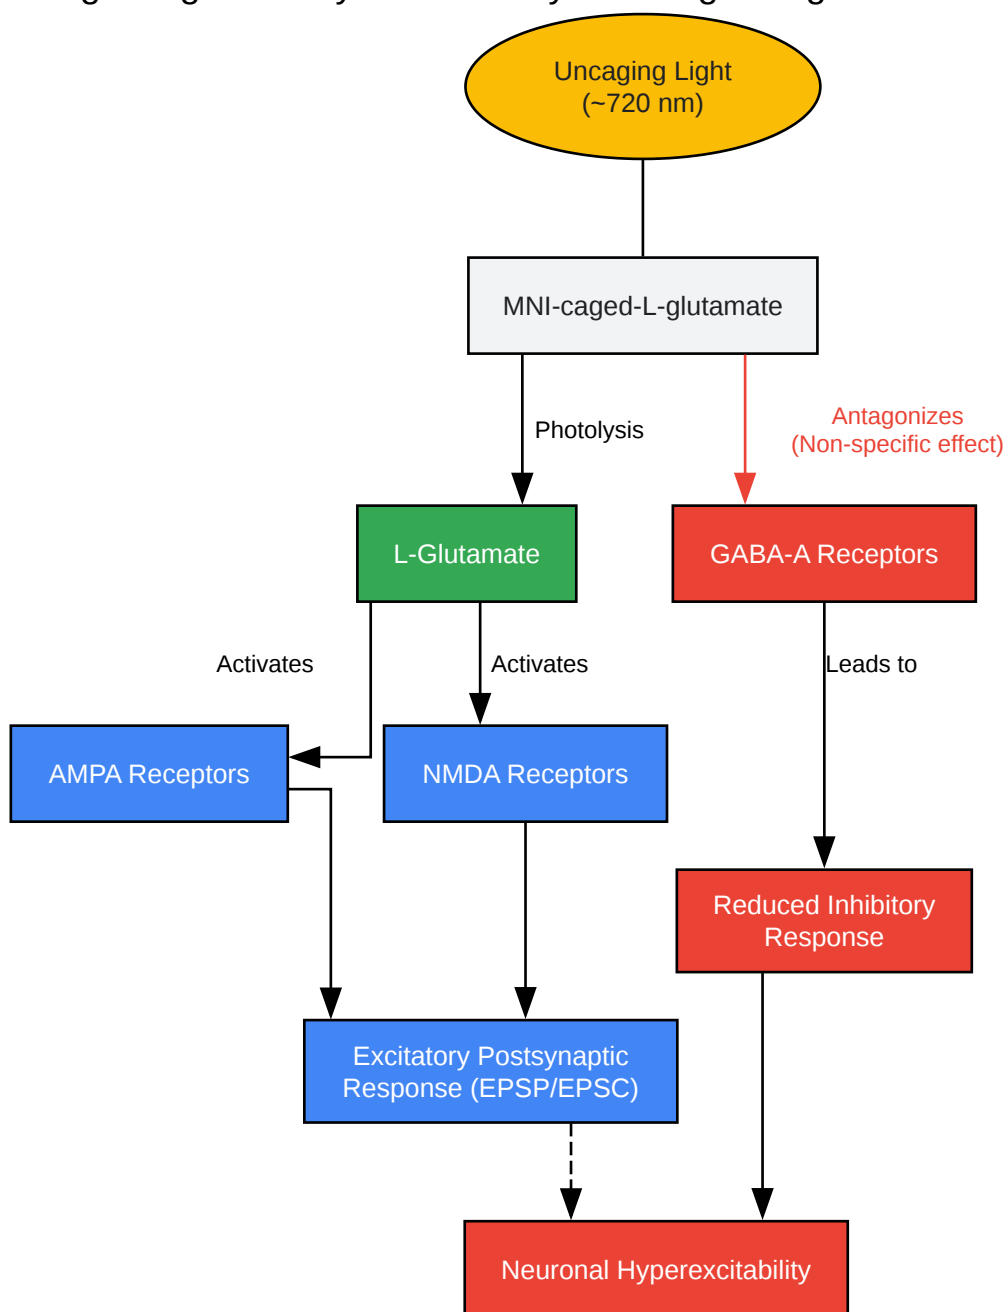 Uncaging Light
(~720 nm)
MNI-caged-L-glutamate
Photolysis
Antagonizes
(Non-specific effect)
L-Glutamate
GABA-A Receptors
Activates
Activates
Leads to
AMPA Receptors
NMDA Receptors
Reduced Inhibitory
Response
Excitatory Postsynaptic
Response (EPSP/EPSC)
Neuronal Hyperexcitability